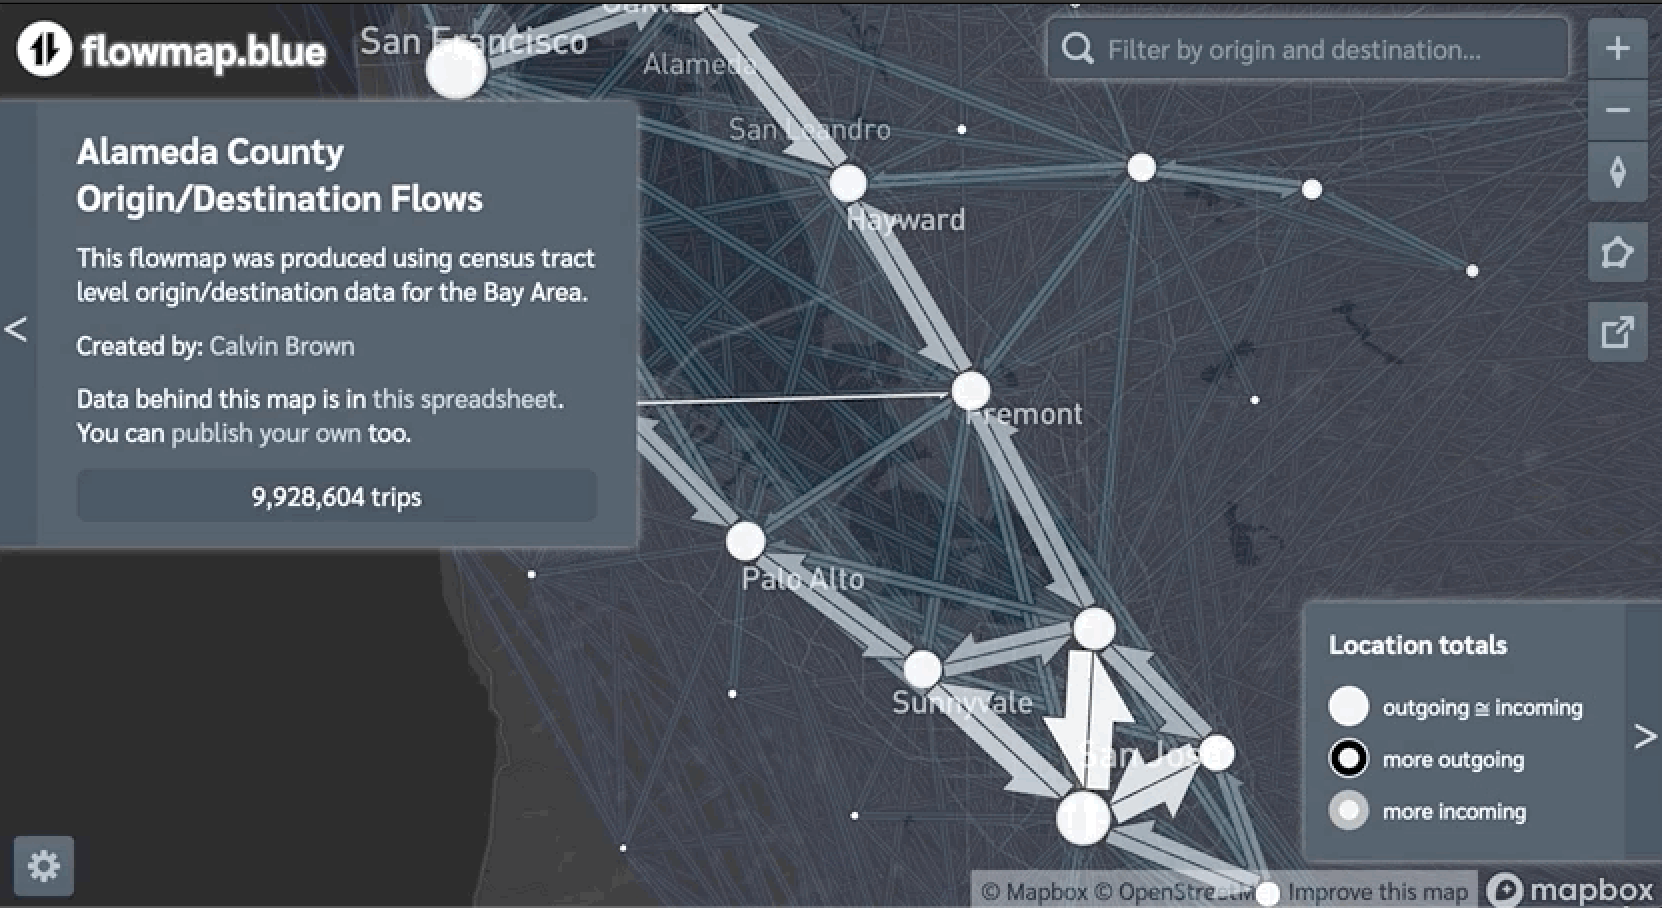 flowmap.blue
San Francisco
Oakland
Alameda
Filter by origin and destination...
San Leandro
Alameda County
Origin/Destination Flows
Hayward
This flowmap was produced using census tract
level origin/destination data for the Bay Area.
Created by: Calvin Brown
Data behind this map is in this spreadsheet.
You can publish your own too.
Fremont
9,928,604 trips
Palo Alto
Sunnyvale
San Jose
Location totals
outgoing ≅ incoming
more outgoing
more incoming
© Mapbox © OpenStreetMap Improve this map
mapbox